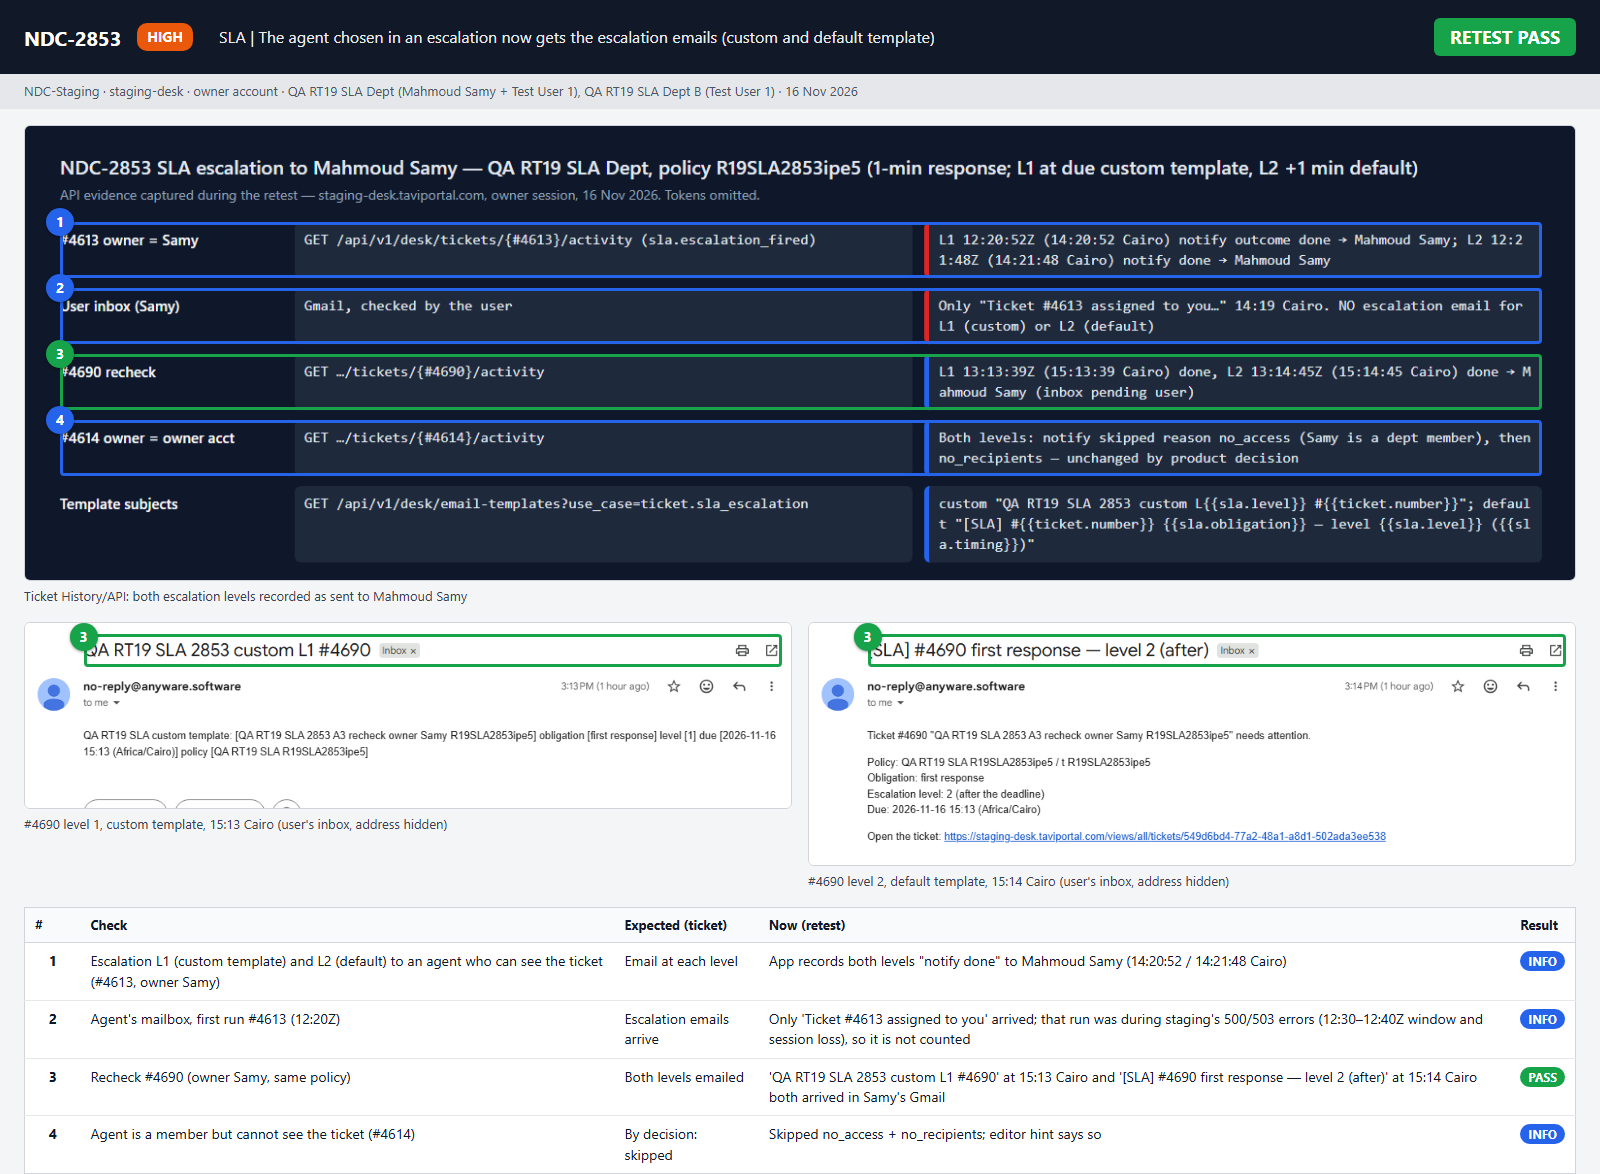 NDC-2853 HIGH SLA | The agent chosen in an escalation now gets the escalation emails (custom and default template) RETEST PASS
NDC-Staging · staging-desk · owner account · QA RT19 SLA Dept (Mahmoud Samy + Test User 1), QA RT19 SLA Dept B (Test User 1) · 16 Nov 2026
NDC-2853 SLA escalation to Mahmoud Samy — QA RT19 SLA Dept, policy R19SLA2853ipe5 (1-min response; L1 at due custom template, L2 +1 min default)
API evidence captured during the retest — staging-desk.taviportal.com, owner session, 16 Nov 2026. Tokens omitted.
1
#4613 owner = Samy GET /api/v1/desk/tickets/{#4613}/activity (sla.escalation_fired) L1 12:20:52Z (14:20:52 Cairo) notify outcome done → Mahmoud Samy; L2 12:2
1:48Z (14:21:48 Cairo) notify done → Mahmoud Samy
2
User inbox (Samy) Gmail, checked by the user Only "Ticket #4613 assigned to you…" 14:19 Cairo. NO escalation email for
L1 (custom) or L2 (default)
3
#4690 recheck GET …/tickets/{#4690}/activity L1 13:13:39Z (15:13:39 Cairo) done, L2 13:14:45Z (15:14:45 Cairo) done → M
ahmoud Samy (inbox pending user)
4
#4614 owner = owner acct GET …/tickets/{#4614}/activity Both levels: notify skipped reason no_access (Samy is a dept member), then
no_recipients — unchanged by product decision
Template subjects GET /api/v1/desk/email-templates?use_case=ticket.sla_escalation custom "QA RT19 SLA 2853 custom L{{sla.level}} #{{ticket.number}}"; defaul
t "[SLA] #{{ticket.number}} {{sla.obligation}} — level {{sla.level}} ({{sl
a.timing}})"
Ticket History/API: both escalation levels recorded as sent to Mahmoud Samy
3
QA RT19 SLA 2853 custom L1 #4690 Inbox ×
no-reply@anyware.software 3:13 PM (1 hour ago)
to me
QA RT19 SLA custom template: [QA RT19 SLA 2853 A3 recheck owner Samy R19SLA2853ipe5] obligation [first response] level [1] due [2026-11-16
15:13 (Africa/Cairo)] policy [QA RT19 SLA R19SLA2853ipe5]
#4690 level 1, custom template, 15:13 Cairo (user's inbox, address hidden)
3
[SLA] #4690 first response — level 2 (after) Inbox ×
no-reply@anyware.software 3:14 PM (1 hour ago)
to me
Ticket #4690 "QA RT19 SLA 2853 A3 recheck owner Samy R19SLA2853ipe5" needs attention.
Policy: QA RT19 SLA R19SLA2853ipe5 / t R19SLA2853ipe5
Obligation: first response
Escalation level: 2 (after the deadline)
Due: 2026-11-16 15:13 (Africa/Cairo)
Open the ticket: https://staging-desk.taviportal.com/views/all/tickets/549d6bd4-77a2-48a1-a8d1-502ada3ee538
#4690 level 2, default template, 15:14 Cairo (user's inbox, address hidden)
# Check Expected (ticket) Now (retest) Result
1 Escalation L1 (custom template) and L2 (default) to an agent who can see the ticket Email at each level App records both levels "notify done" to Mahmoud Samy (14:20:52 / 14:21:48 Cairo) INFO
(#4613, owner Samy)
2 Agent's mailbox, first run #4613 (12:20Z) Escalation emails Only 'Ticket #4613 assigned to you' arrived; that run was during staging's 500/503 errors (12:30–12:40Z window and INFO
arrive session loss), so it is not counted
3 Recheck #4690 (owner Samy, same policy) Both levels emailed 'QA RT19 SLA 2853 custom L1 #4690' at 15:13 Cairo and '[SLA] #4690 first response — level 2 (after)' at 15:14 Cairo PASS
both arrived in Samy's Gmail
4 Agent is a member but cannot see the ticket (#4614) By decision: Skipped no_access + no_recipients; editor hint says so INFO
skipped